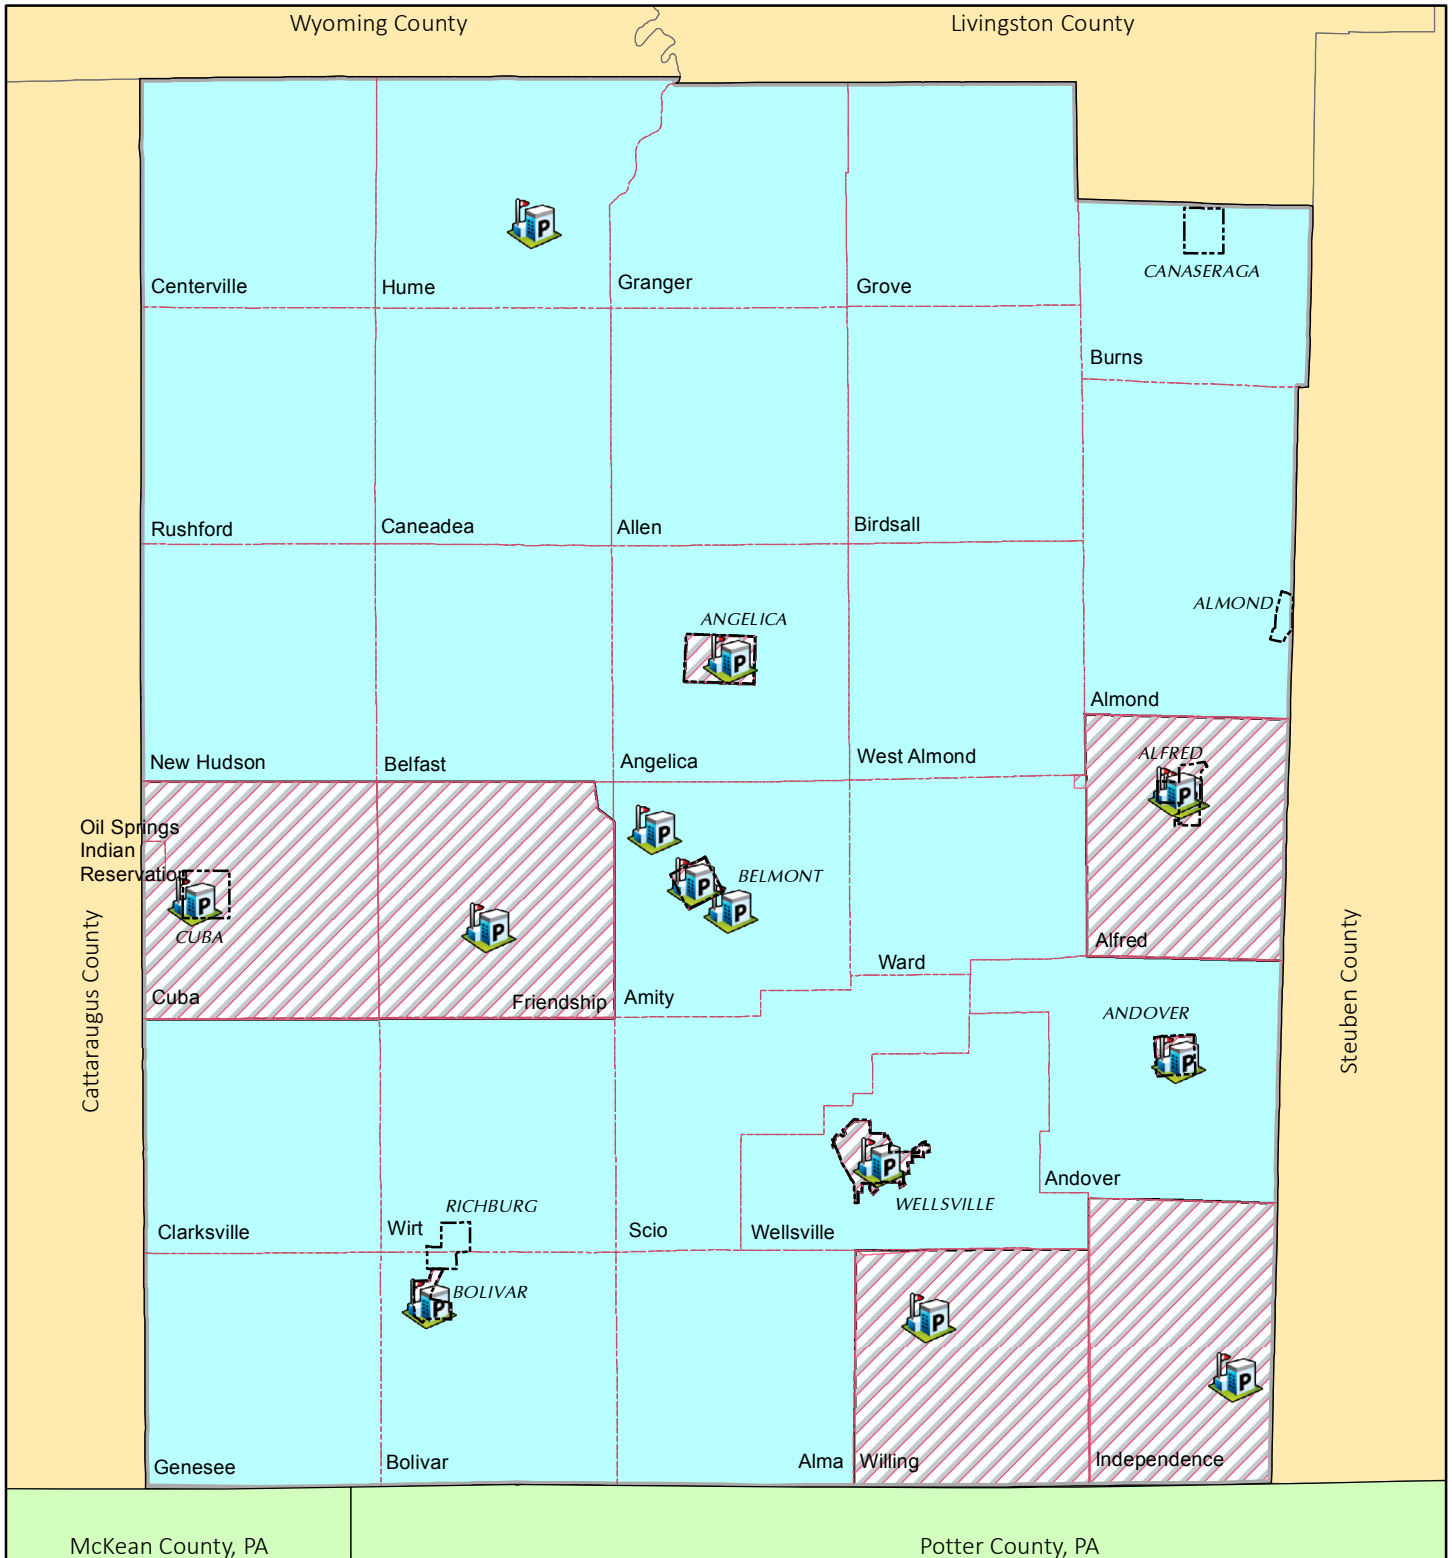 Wyoming County
Livingston County
CANASERAGA
Centerville
Hume
Granger
Grove
Burns
Rushford
Caneadea
Allen
Birdsall
ALMOND
ANGELICA
Almond
New Hudson
Belfast
Angelica
West Almond
ALFRED
P
P
P
P
P
P
P
P
P
P
P
P
P
Oil Springs
Indian
Reservation
BELMONT
CUBA
Alfred
Cuba
Friendship
Amity
Ward
Cattaraugus County
Steuben County
ANDOVER
Andover
WELLSVILLE
RICHBURG
Clarksville
Wirt
Scio
Wellsville
BOLIVAR
Genesee
Bolivar
Alma
Willing
Independence
McKean County, PA
Potter County, PA